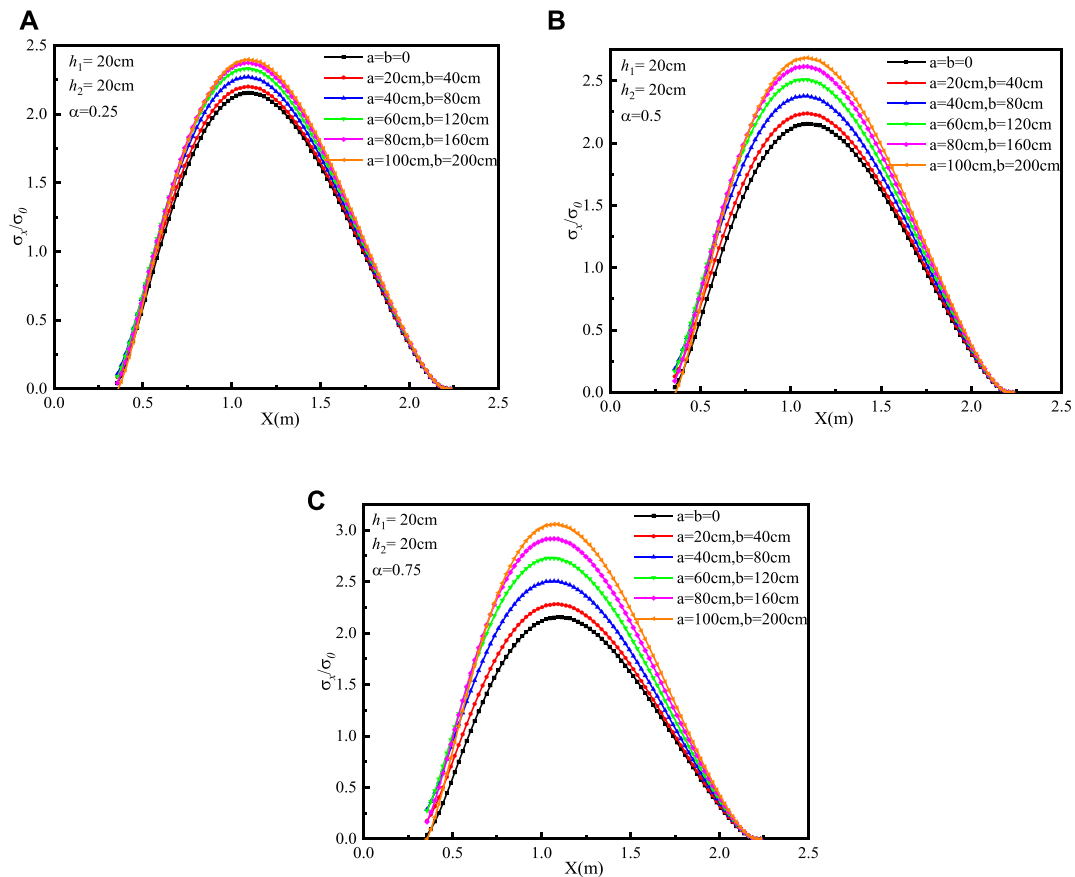 A
h1= 20cm
h2= 20cm
α=0.25
a=b=0
a=20cm,b=40cm
a=40cm,b=80cm
a=60cm,b=120cm
a=80cm,b=160cm
a=100cm,b=200cm
2.5
2.0
1.5
1.0
0.5
0.0
σx/σ0
0.0 0.5 1.0 1.5 2.0 2.5
X(m)
B
h1= 20cm
h2= 20cm
α=0.5
a=b=0
a=20cm,b=40cm
a=40cm,b=80cm
a=60cm,b=120cm
a=80cm,b=160cm
a=100cm,b=200cm
2.5
2.0
1.5
1.0
0.5
0.0
σx/σ0
0.0 0.5 1.0 1.5 2.0 2.5
X(m)
C
h1= 20cm
h2= 20cm
α=0.75
a=b=0
a=20cm,b=40cm
a=40cm,b=80cm
a=60cm,b=120cm
a=80cm,b=160cm
a=100cm,b=200cm
3.0
2.5
2.0
1.5
1.0
0.5
0.0
σx/σ0
0.0 0.5 1.0 1.5 2.0 2.5
X(m)